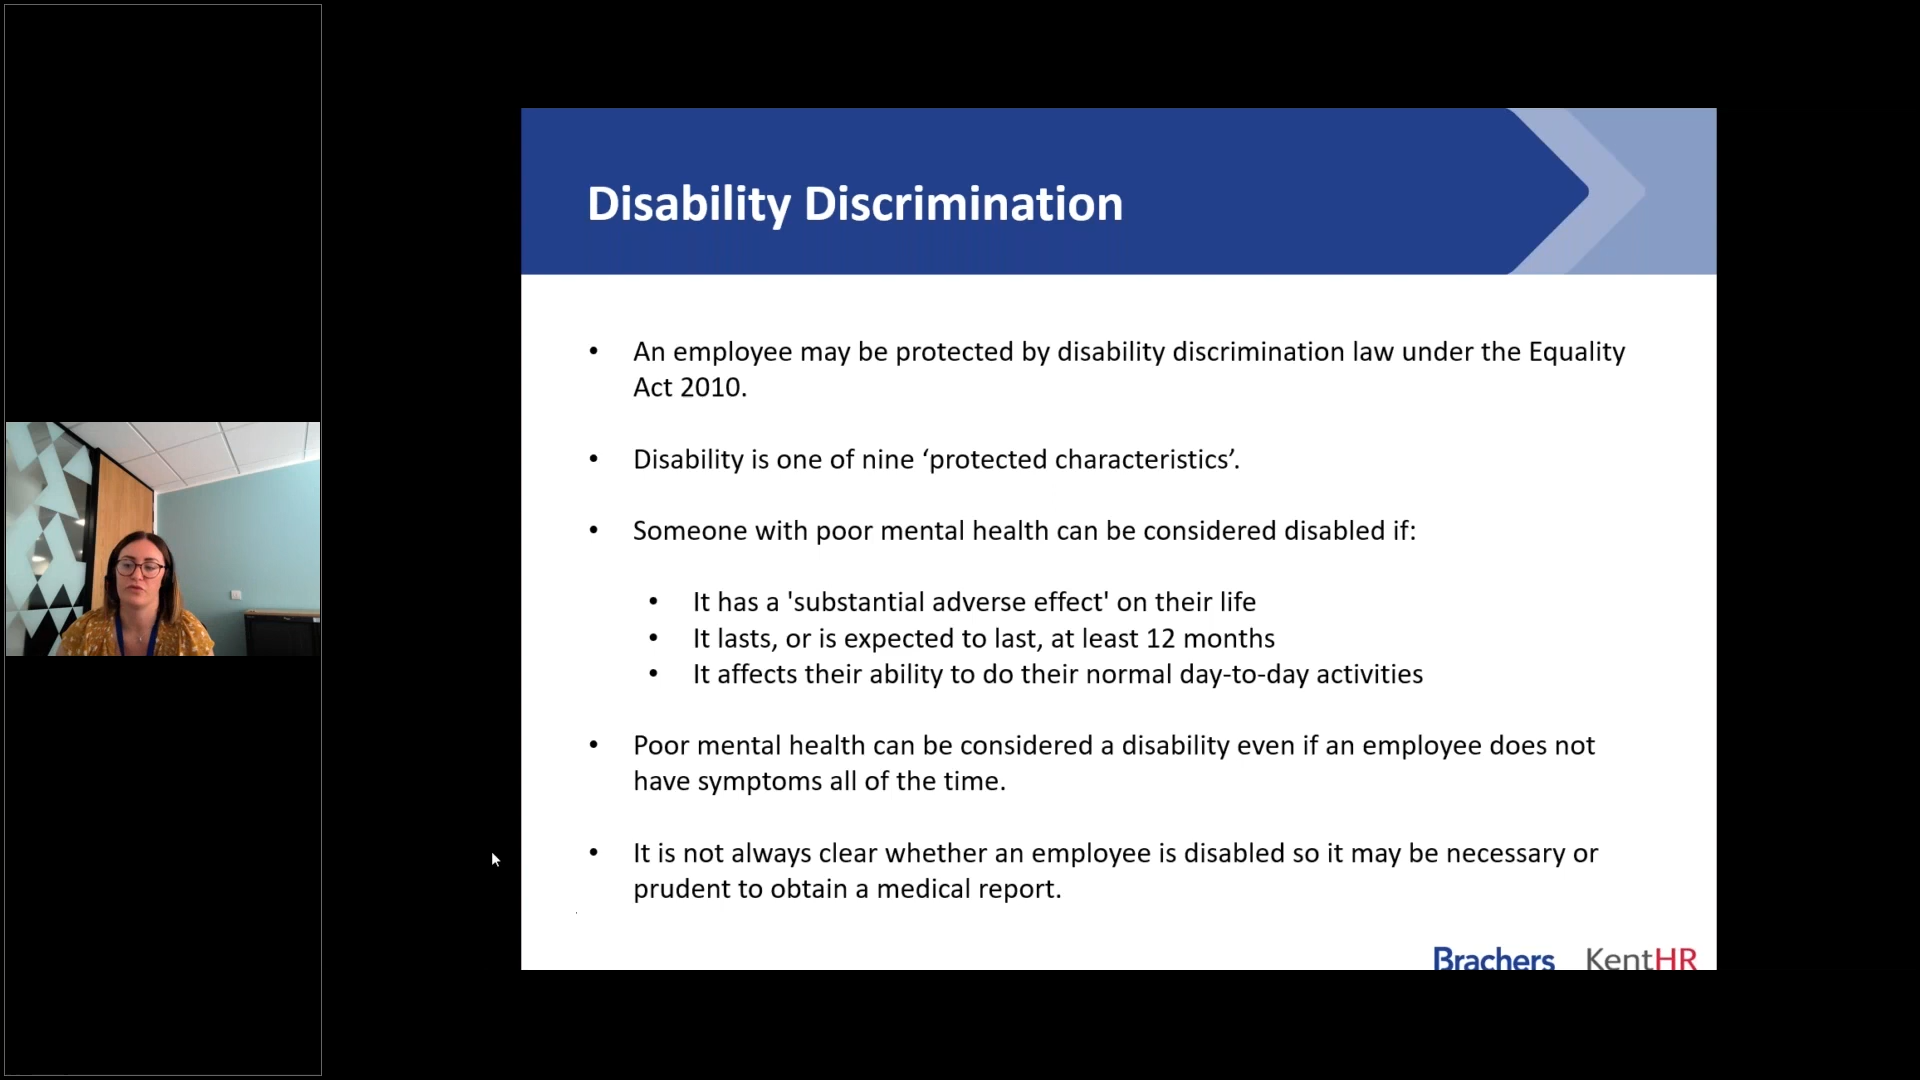 Disability Discrimination
• An employee may be protected by disability discrimination law under the Equality
Act 2010.
• Disability is one of nine ‘protected characteristics’.
• Someone with poor mental health can be considered disabled if:
• It has a 'substantial adverse effect' on their life
• It lasts, or is expected to last, at least 12 months
• It affects their ability to do their normal day-to-day activities
• Poor mental health can be considered a disability even if an employee does not
have symptoms all of the time.
• It is not always clear whether an employee is disabled so it may be necessary or
prudent to obtain a medical report.
Brachers KentHR